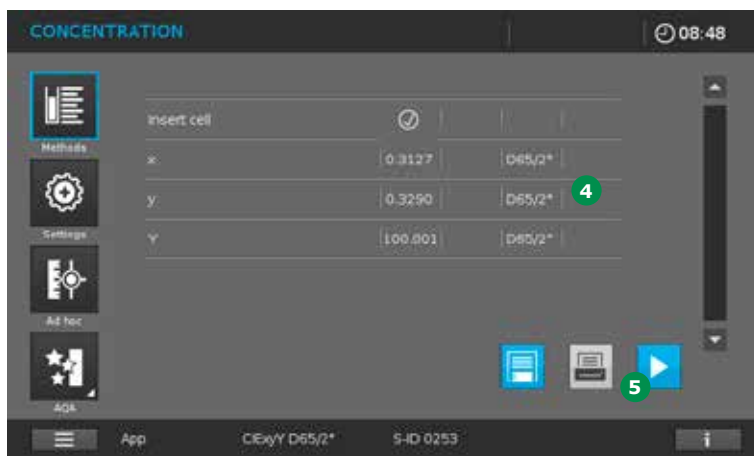 CONCENTRATION 08:48
Methods
Settings
Ad hoc
AQA
Insert cell
x 0.3127 D65/2°
y 0.3290 D65/2°
Y 100.001 D65/2°
4
5
App CIExyY D65/2° S-ID 0253 i